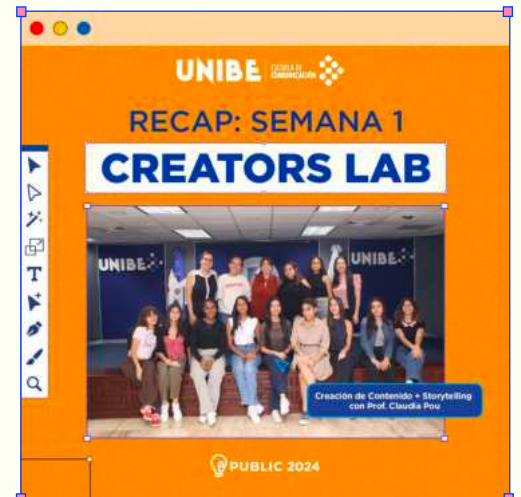 UNIBE ESCUELA DE COMUNICACIÓN
RECAP: SEMANA 1
CREATORS LAB
T
UNIBE
UNIBE
Creación de Contenido + Storytelling
con Prof. Claudia Pou
PUBLIC 2024